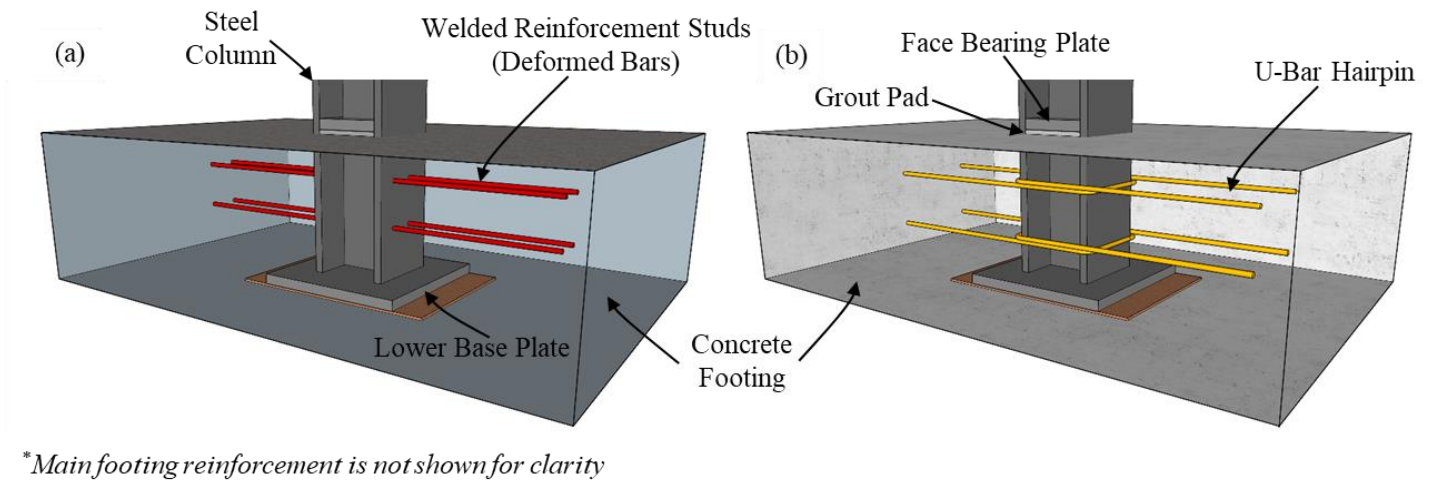 (a)
Steel
Column
Welded Reinforcement Studs
(Deformed Bars)
Lower Base Plate
Concrete
Footing
(b)
Face Bearing Plate
Grout Pad
U-Bar Hairpin
*Main footing reinforcement is not shown for clarity